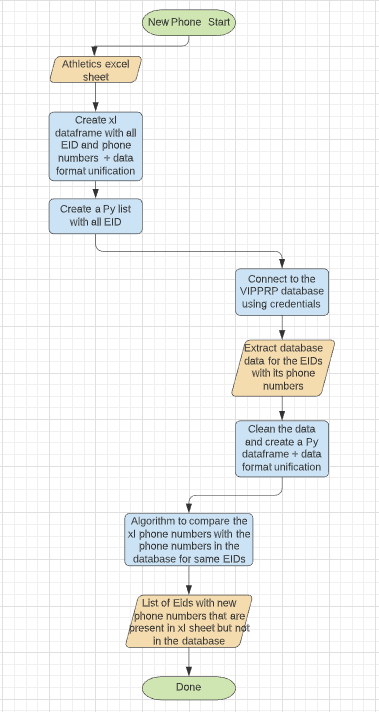 New Phone Start
Athletics excel
sheet
Create xl
dataframe with all
EID and phone
numbers + data
format unification
Create a Py list
with all EID
Connect to the
VIPPRP database
using credentials
Extract database
data for the EIDs
with its phone
numbers
Clean the data
and create a Py
dataframe + data
format unification
Algorithm to compare the
xl phone numbers with the
phone numbers in the
database for same EIDs
List of Eids with new
phone numbers that are
present in xl sheet but not
in the database
Done